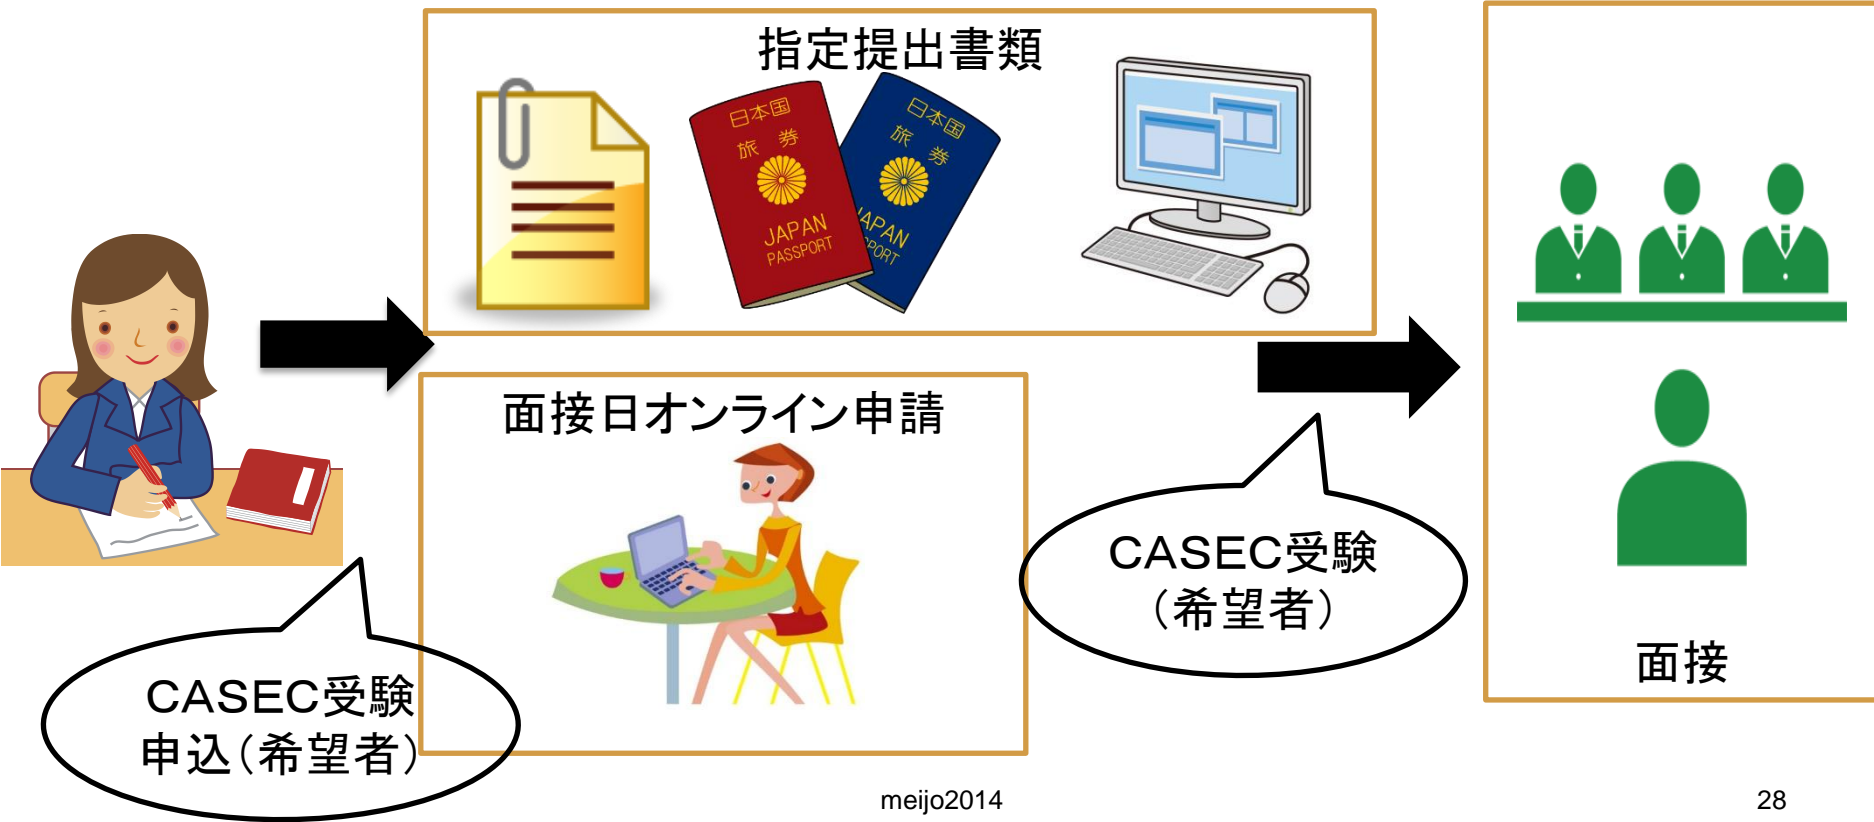 指定提出書類
日本国
旅 券
JAPAN
PASSPORT
日本国
旅 券
JAPAN
PORT
面接日オンライン申請
CASEC受験
申込（希望者）
CASEC受験
（希望者）
面接
meijo2014
28